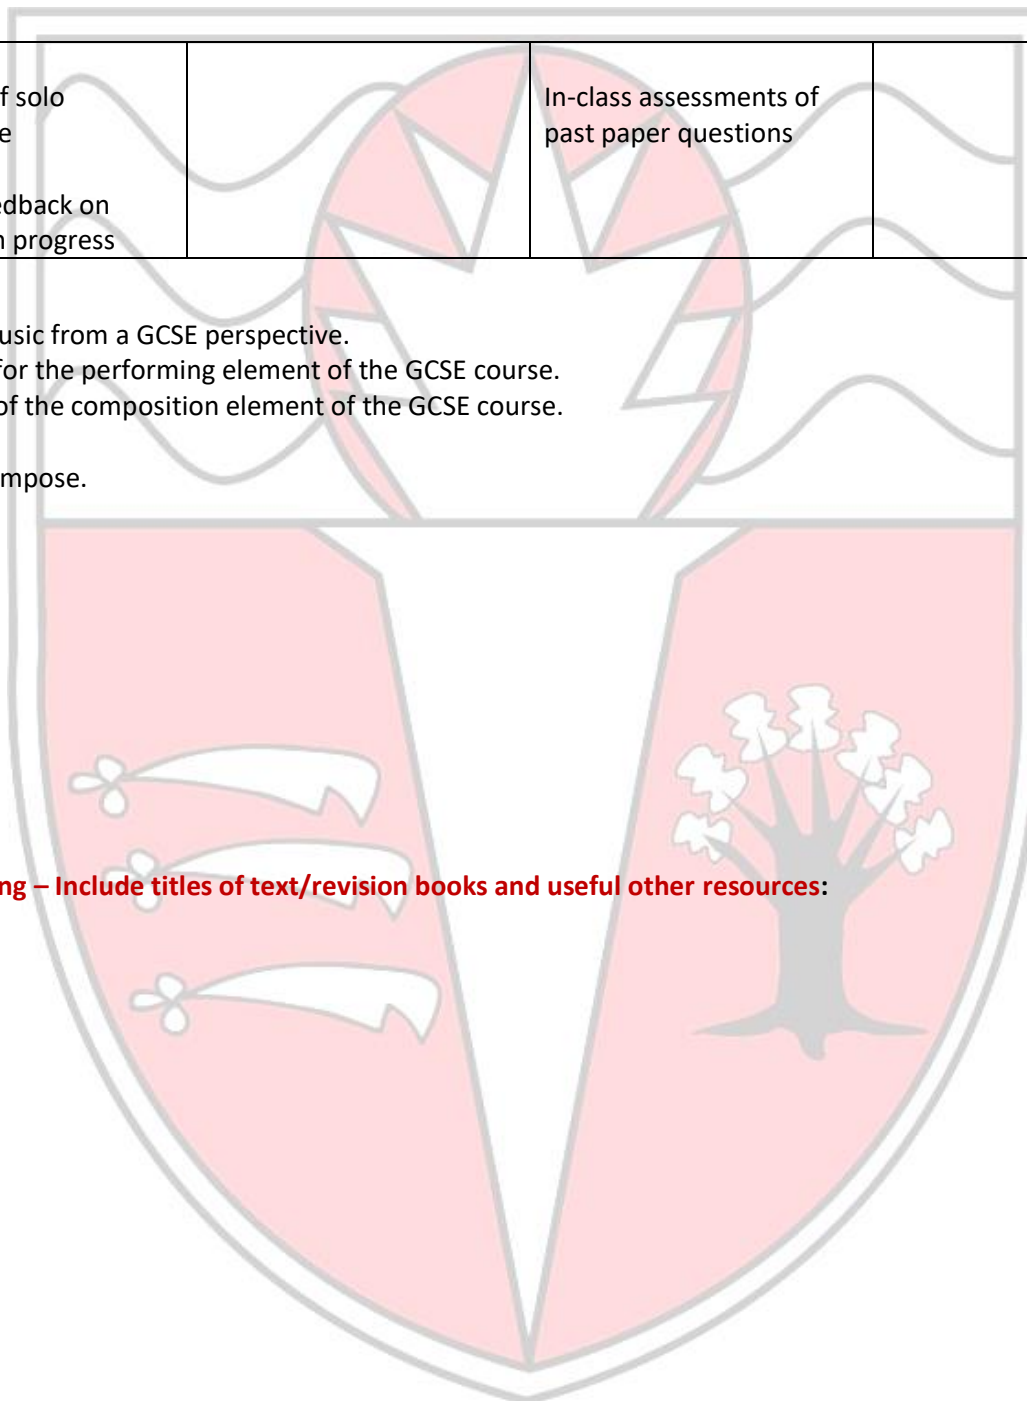 f solo
e
edback on
n progress
In-class assessments of
past paper questions
usic from a GCSE perspective.
for the performing element of the GCSE course.
of the composition element of the GCSE course.
mpose.
ng – Include titles of text/revision books and useful other resources: